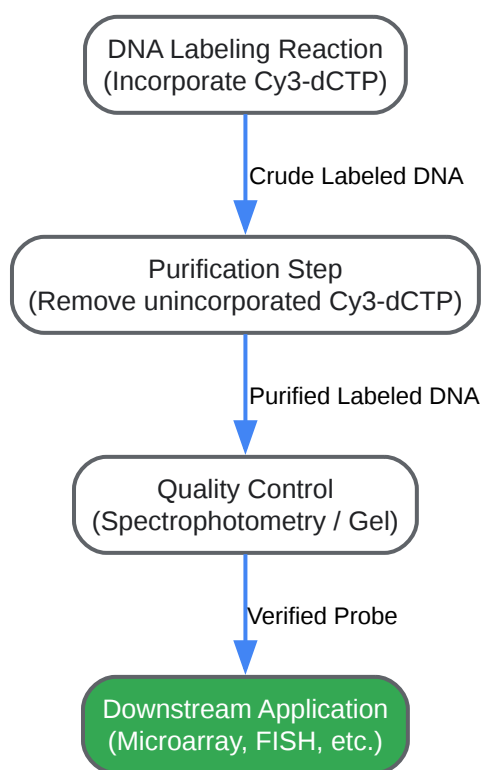 DNA Labeling Reaction
(Incorporate Cy3-dCTP)
Crude Labeled DNA
Purification Step
(Remove unincorporated Cy3-dCTP)
Purified Labeled DNA
Quality Control
(Spectrophotometry / Gel)
Verified Probe
Downstream Application
(Microarray, FISH, etc.)